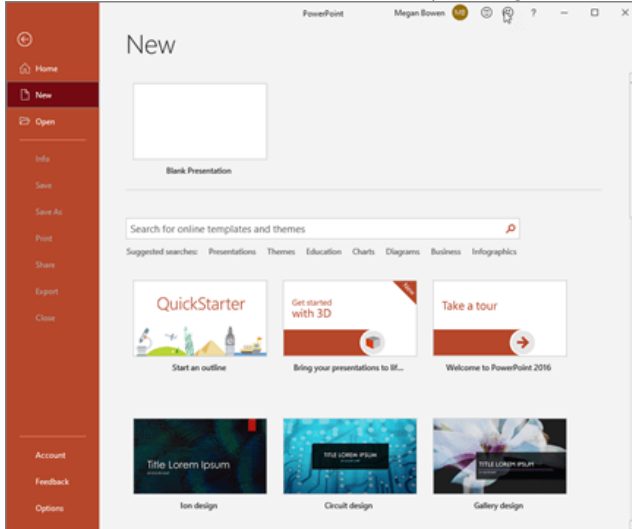 PowerPoint
Megan Bowen MB ?
New
Home
New
Open
Info
Save
Save As
Print
Share
Export
Close
Account
Feedback
Options
Blank Presentation
Search for online templates and themes
Suggested searches: Presentations Themes Education Charts Diagrams Business Infographics
QuickStarter
Start an outline
New
Get started
with 3D
Bring your presentations to lif...
Take a tour
Welcome to PowerPoint 2016
Title Lorem Ipsum
Ion design
TITLE LOREM IPSUM
Circuit design
TITLE LOREM IPSUM
Gallery design